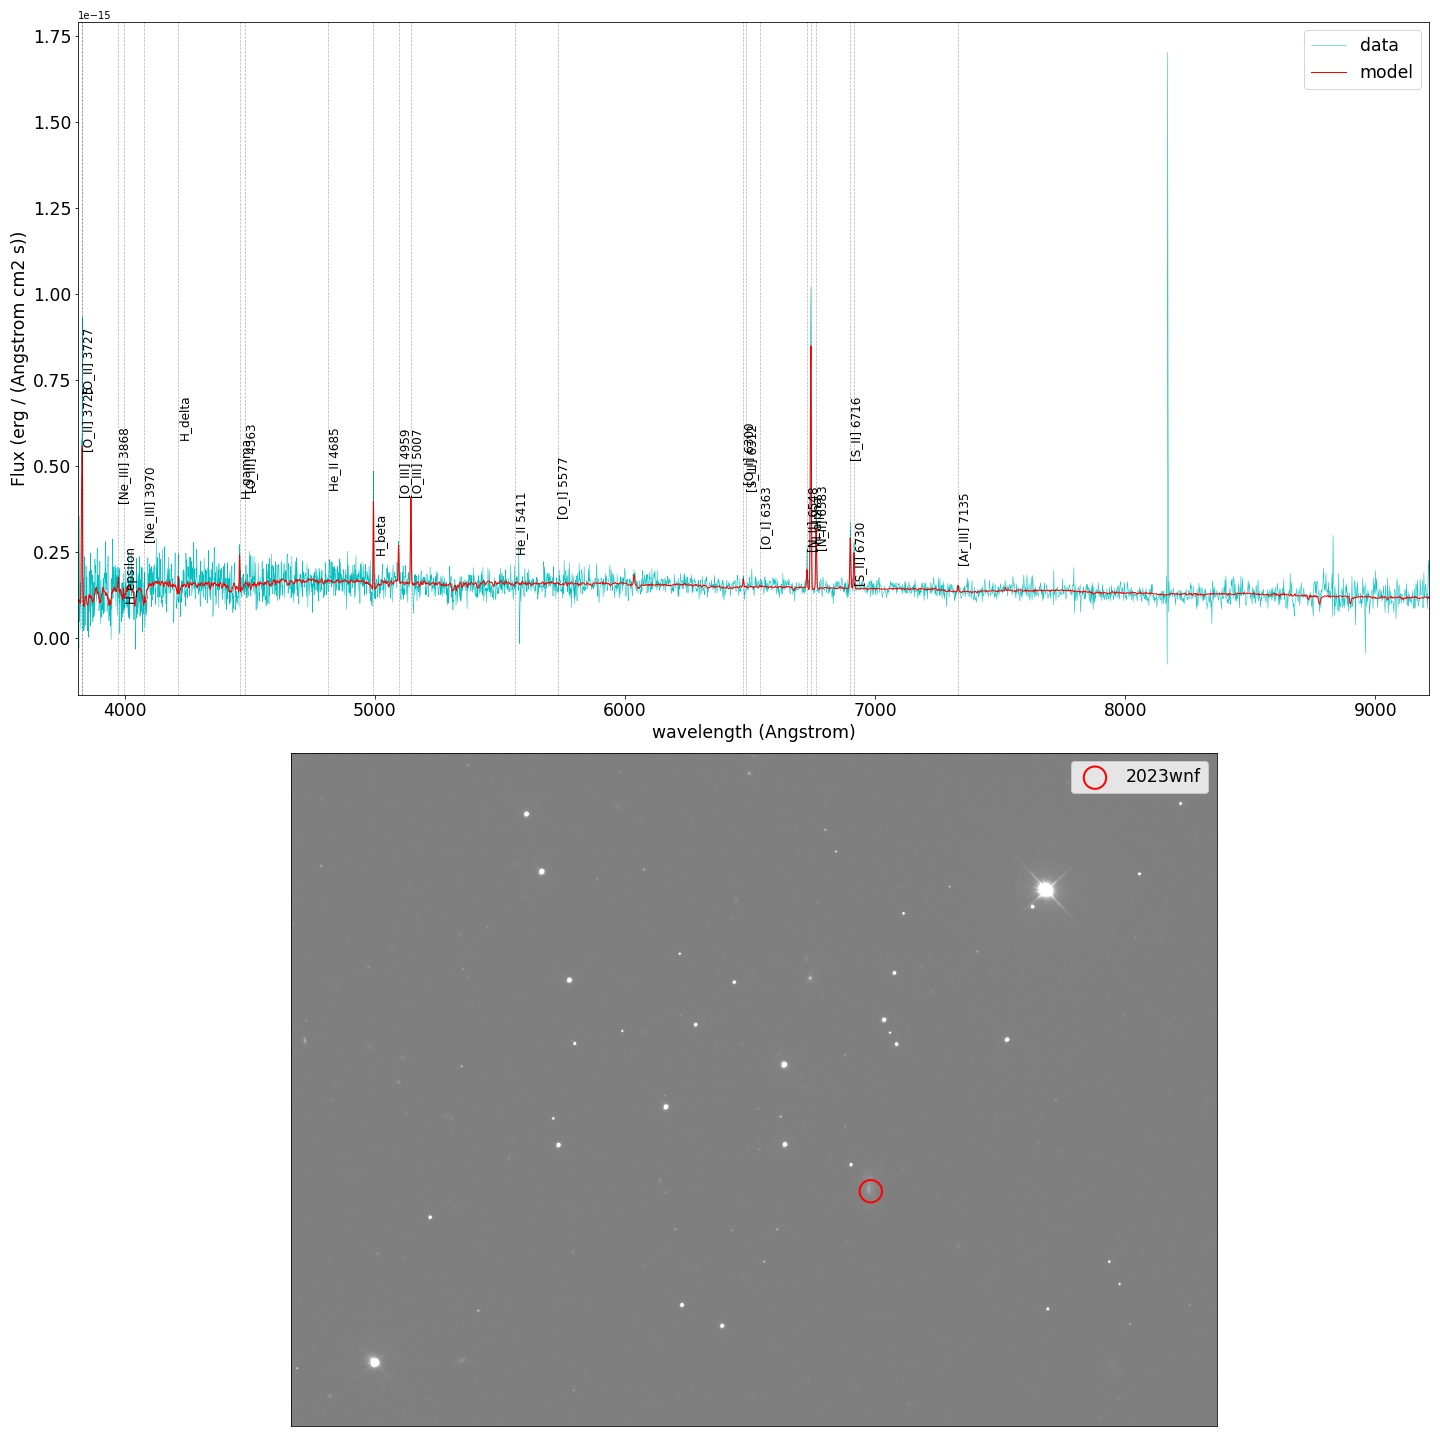 1e−15
Flux (erg / (Angstrom cm2 s))
1.75
1.50
1.25
1.00
0.75
0.50
0.25
0.00
data
model
[O_II] 3725
[O_II] 3727
[Ne_III] 3868
H_epsilon
[Ne_III] 3970
H_delta
H_gamma
[O_III] 4363
He_II 4685
H_beta
[O_III] 4959
[O_III] 5007
He_II 5411
[O_I] 5577
[O_I] 6300
[S_II] 6312
[O_I] 6363
[N_II] 6548
[N_II] 6583
[S_II] 6716
[S_II] 6730
[Ar_III] 7135
4000
5000
6000
7000
8000
9000
wavelength (Angstrom)
2023wnf